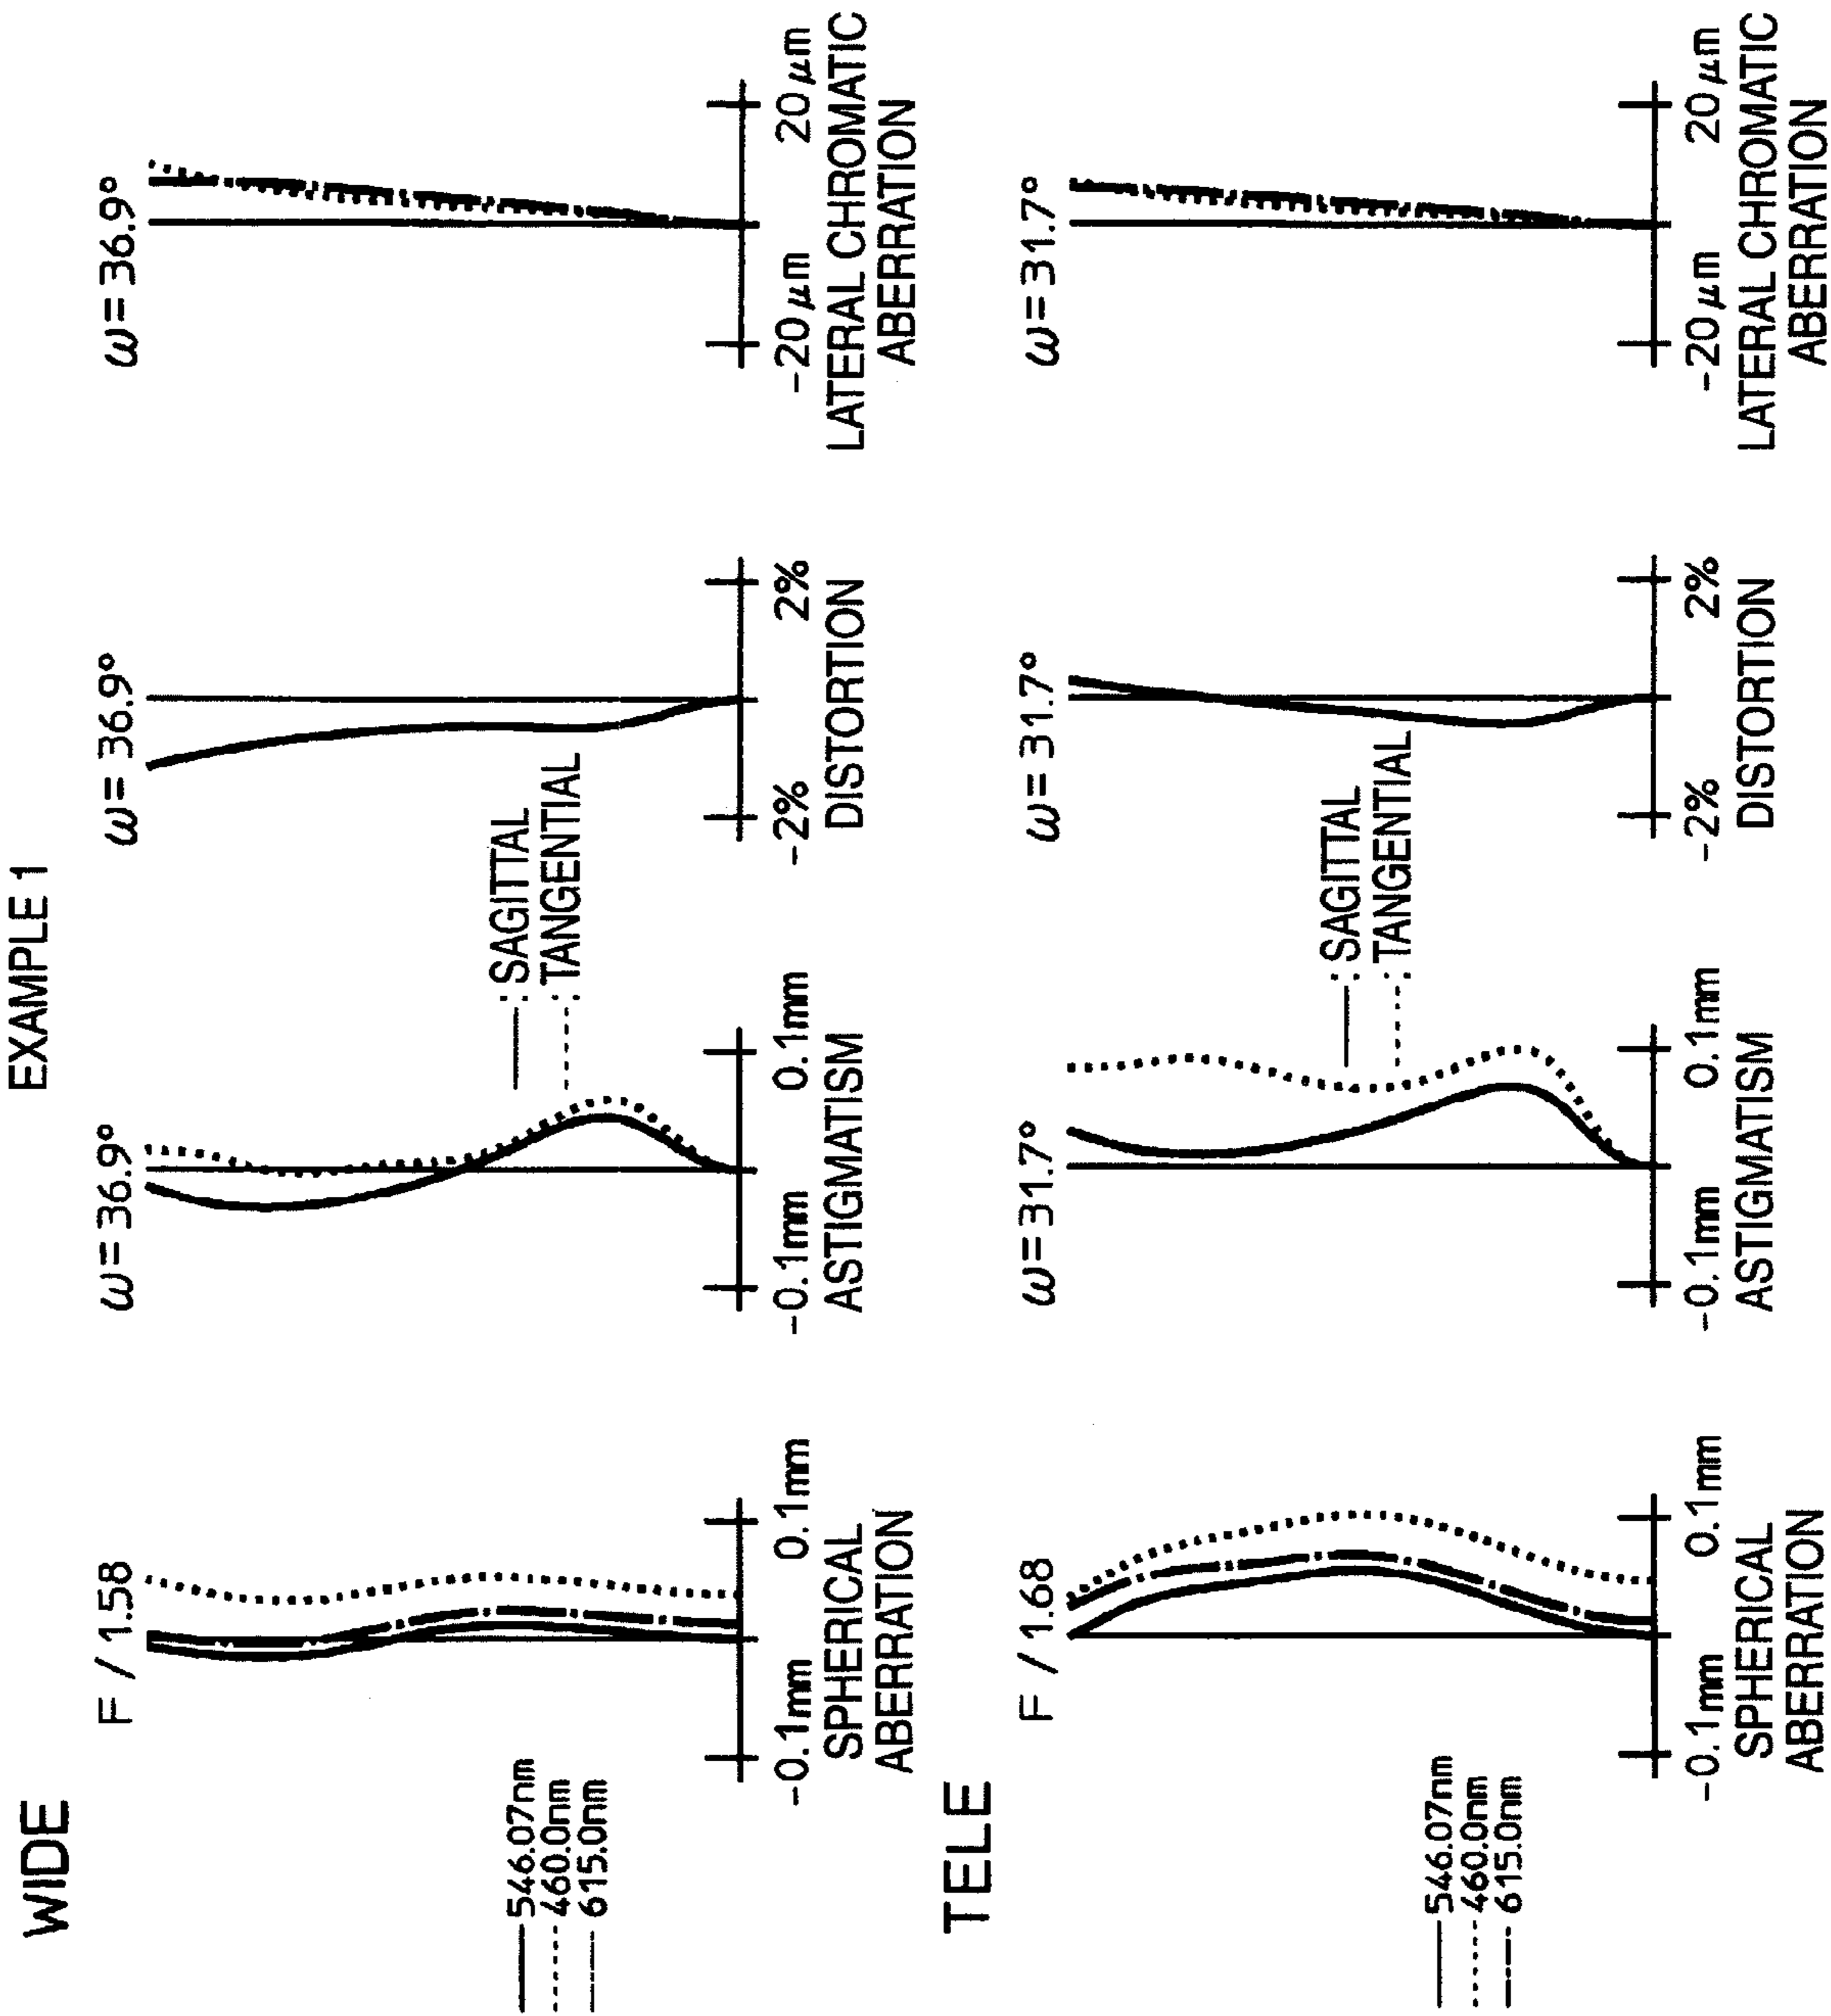 EXAMPLE 1
WIDE
F / 1.58
546.07nm
460.0nm
615.0nm
-0.1mm 0.1mm
SPHERICAL
ABERRATION
ω=36.9°
: SAGITTAL
: TANGENTIAL
-0.1mm 0.1mm
ASTIGMATISM
ω=36.9°
-2% 2%
DISTORTION
ω=36.9°
-20μm 20μm
LATERAL CHROMATIC
ABERRATION
TELE
F / 1.68
546.07nm
460.0nm
615.0nm
-0.1mm 0.1mm
SPHERICAL
ABERRATION
ω=31.7°
: SAGITTAL
: TANGENTIAL
-0.1mm 0.1mm
ASTIGMATISM
ω=31.7°
-2% 2%
DISTORTION
ω=31.7°
-20μm 20μm
LATERAL CHROMATIC
ABERRATION